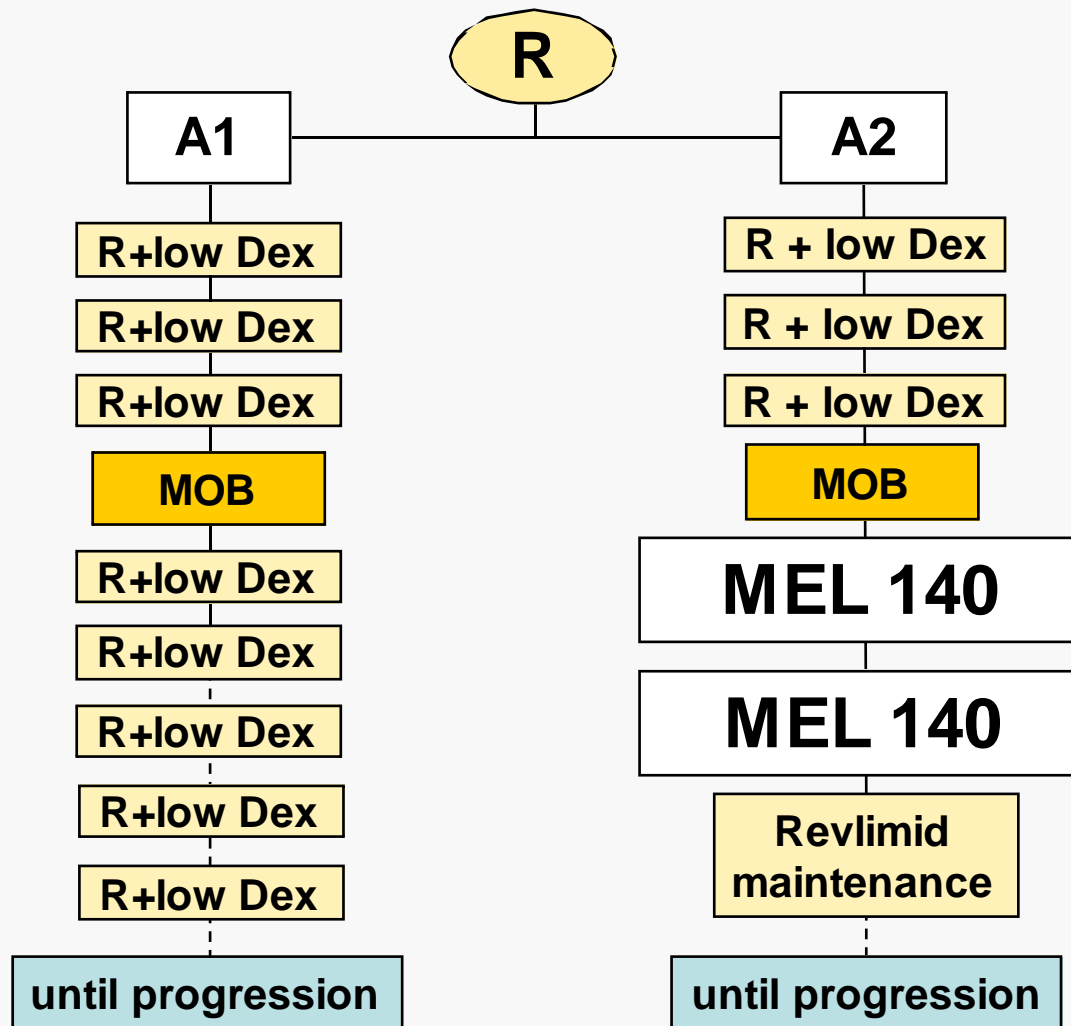 R
A1
R+low Dex
R+low Dex
R+low Dex
MOB
R+low Dex
R+low Dex
R+low Dex
R+low Dex
R+low Dex
until progression
A2
R + low Dex
R + low Dex
R + low Dex
MOB
MEL 140
MEL 140
Revlimid
maintenance
until progression